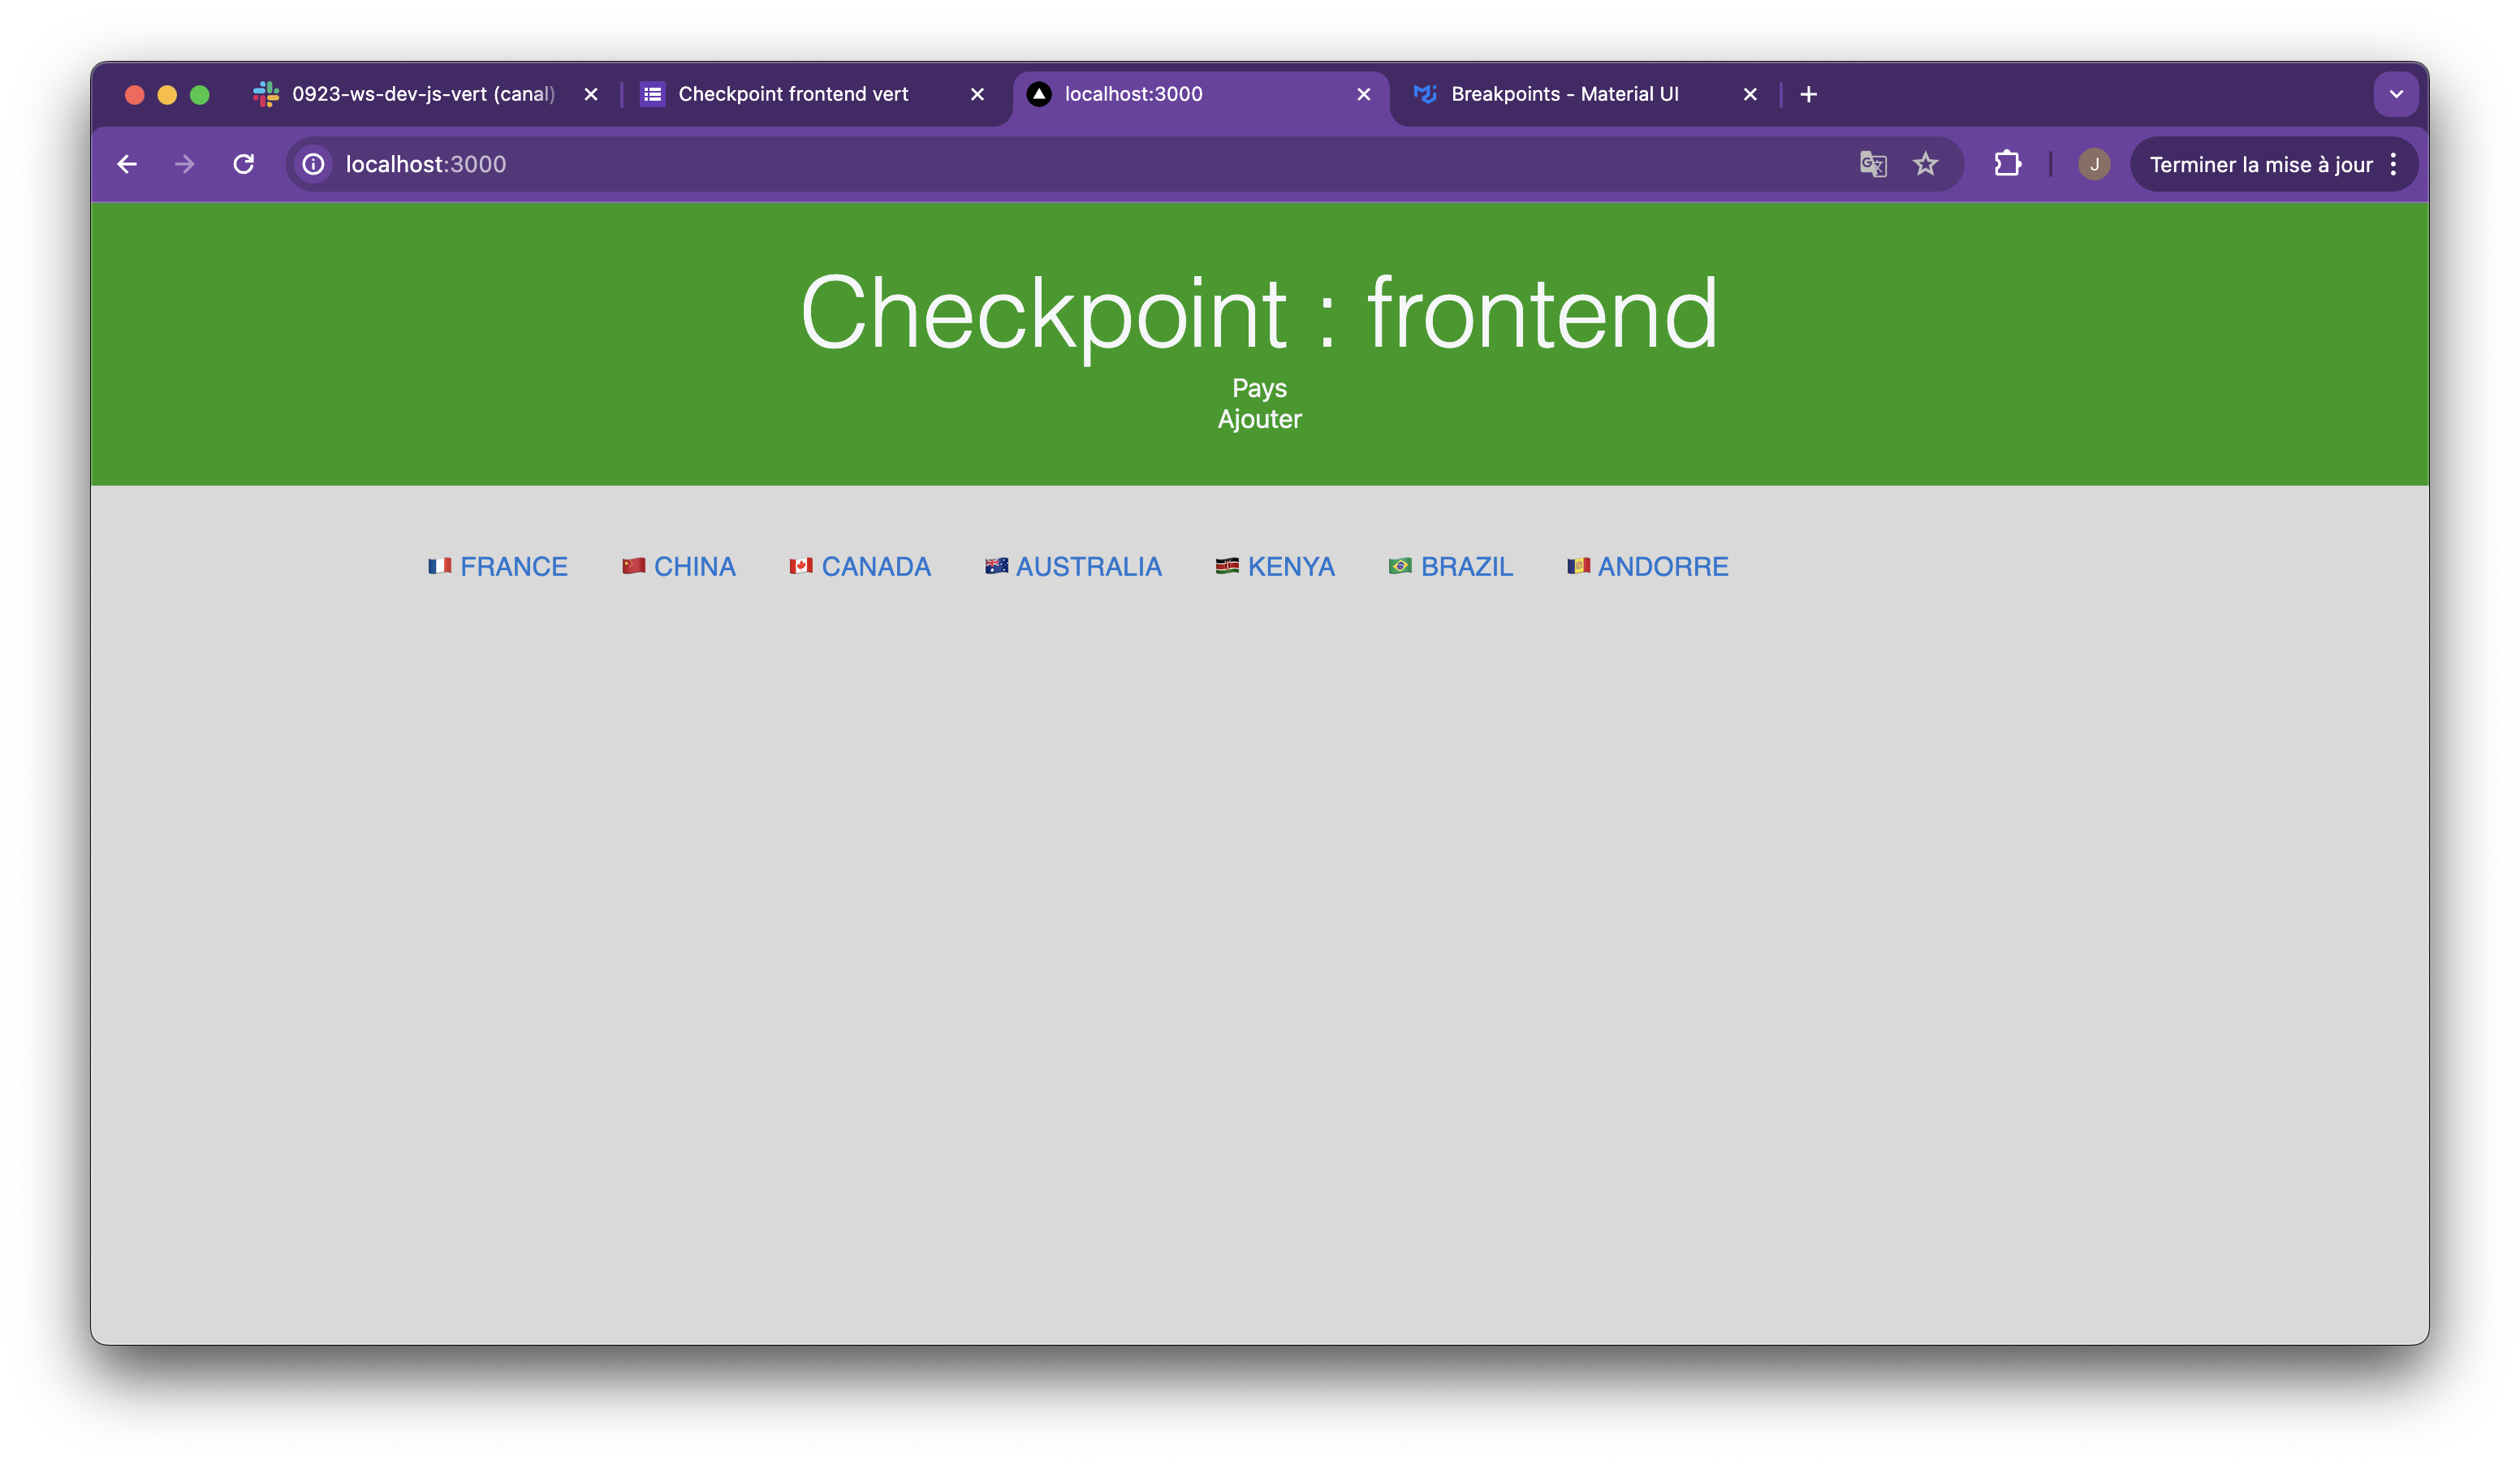 0923-ws-dev-js-vert (canal)
Checkpoint frontend vert
localhost:3000
Breakpoints - Material UI
localhost:3000
J
Terminer la mise à jour
Checkpoint : frontend
Pays
Ajouter
FRANCE CHINA CANADA AUSTRALIA KENYA BRAZIL ANDORRE